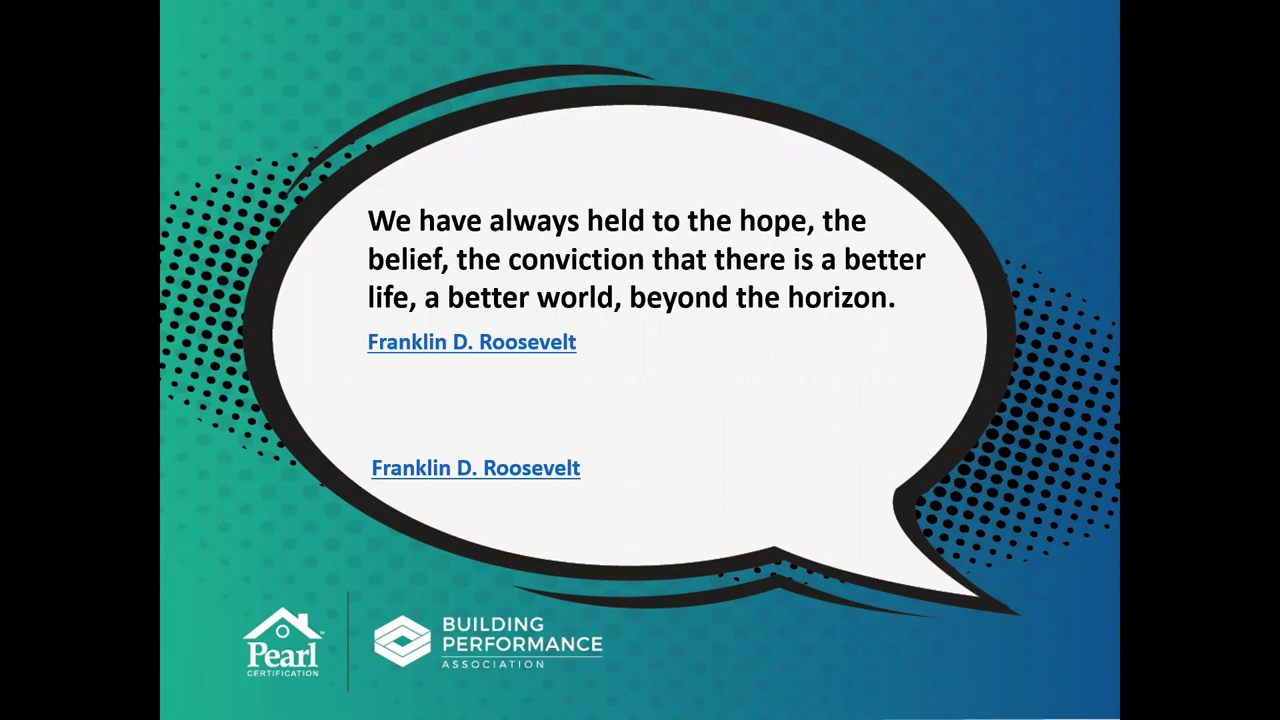 We have always held to the hope, the
belief, the conviction that there is a better
life, a better world, beyond the horizon.
Franklin D. Roosevelt
Franklin D. Roosevelt
Pearl™
CERTIFICATION
BUILDING
PERFORMANCE
ASSOCIATION